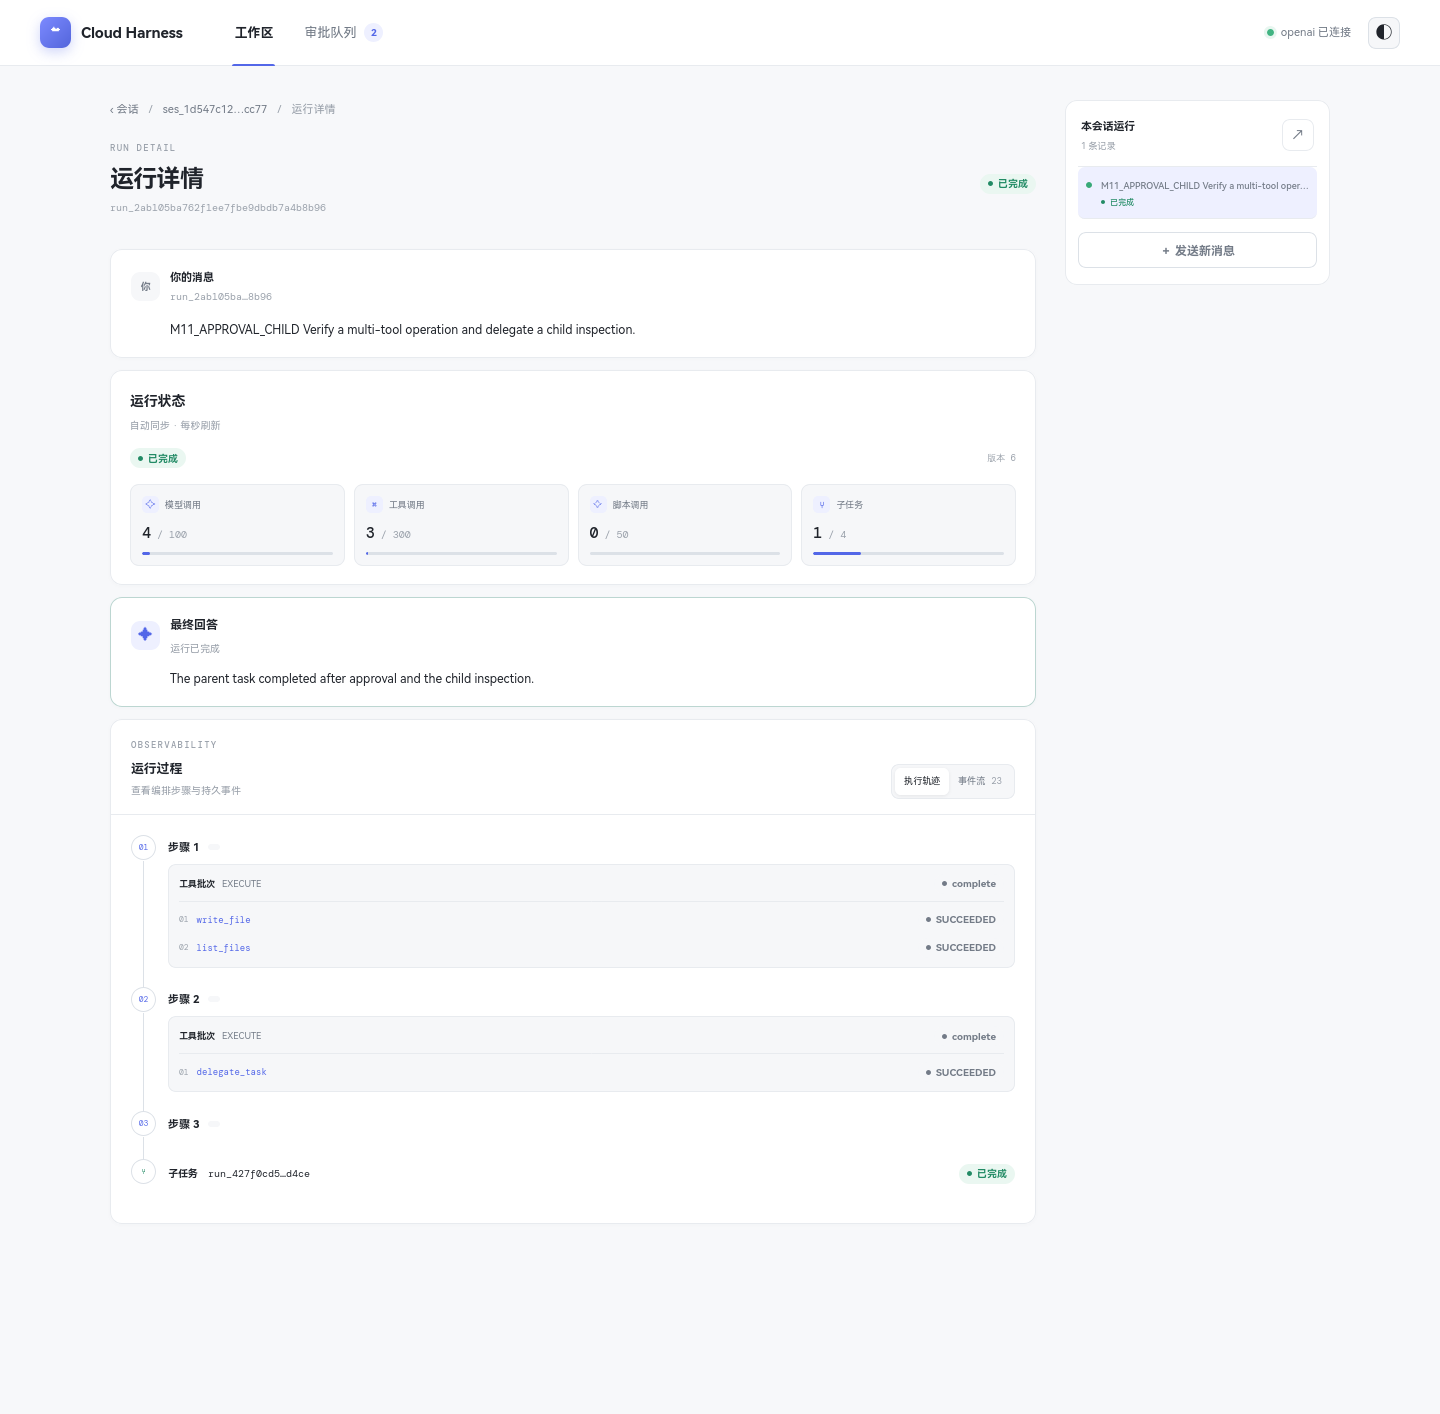 Cloud Harness
工作区
审批队列 2
openai 已连接
‹ 会话 / ses_1d547c12...cc77 / 运行详情
RUN DETAIL
运行详情
已完成
run_2ab105ba762f1ee7fbe9dbdb7a4b8b96
你
你的消息
run_2ab105ba…8b96
M11_APPROVAL_CHILD Verify a multi-tool operation and delegate a child inspection.
运行状态
自动同步 · 每秒刷新
已完成
版本 6
模型调用
4 / 100
工具调用
3 / 300
脚本调用
0 / 50
子任务
1 / 4
最终回答
运行已完成
The parent task completed after approval and the child inspection.
OBSERVABILITY
运行过程
查看编排步骤与持久事件
执行轨迹
事件流 23
01 步骤 1
工具批次 EXECUTE complete
01 write_file SUCCEEDED
02 list_files SUCCEEDED
02 步骤 2
工具批次 EXECUTE complete
01 delegate_task SUCCEEDED
03 步骤 3
子任务 run_427f0cd5…d4ce 已完成
本会话运行
1 条记录
↗
M11_APPROVAL_CHILD Verify a multi-tool oper...
已完成
+ 发送新消息